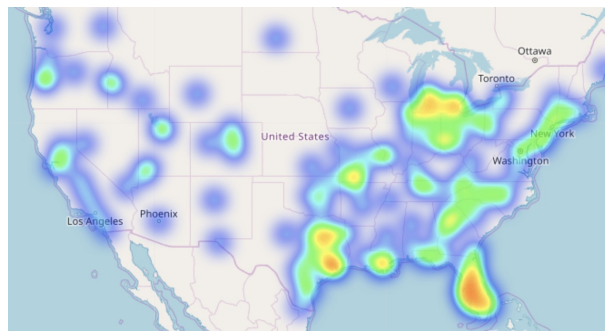 Ottawa
Toronto
United States
New York
Washington
Los Angeles
Phoenix